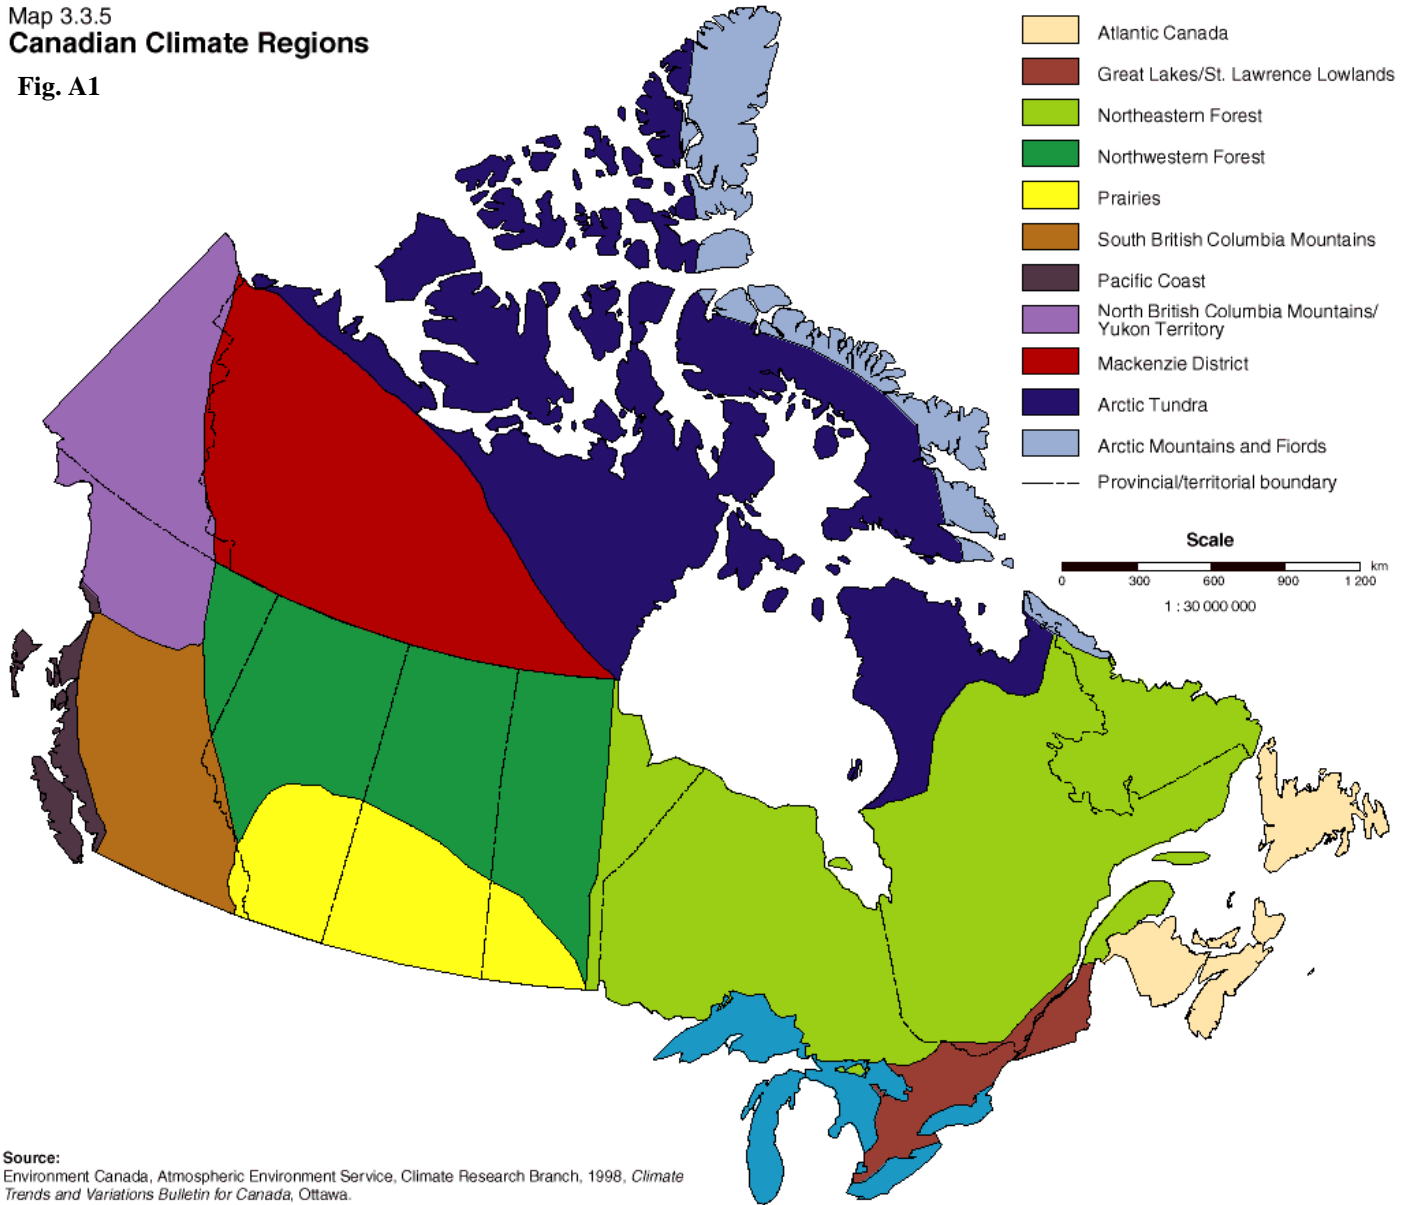 Map 3.3.5
Canadian Climate Regions
Fig. A1
Atlantic Canada
Great Lakes/St. Lawrence Lowlands
Northeastern Forest
Northwestern Forest
Prairies
South British Columbia Mountains
Pacific Coast
North British Columbia Mountains/
Yukon Territory
Mackenzie District
Arctic Tundra
Arctic Mountains and Fiords
Provincial/territorial boundary
Scale
km
0 300 600 900 1 200
1 : 30 000 000
Source:
Environment Canada, Atmospheric Environment Service, Climate Research Branch, 1998, Climate
Trends and Variations Bulletin for Canada, Ottawa.